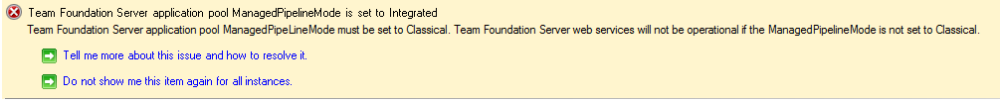 Team Foundation Server application pool ManagedPipelineMode is set to Integrated
Team Foundation Server application pool ManagedPipeLineMode must be set to Classical. Team Foundation Server web services will not be operational if the ManagedPipelineMode is not set to Classical.
Tell me more about this issue and how to resolve it.
Do not show me this item again for all instances.